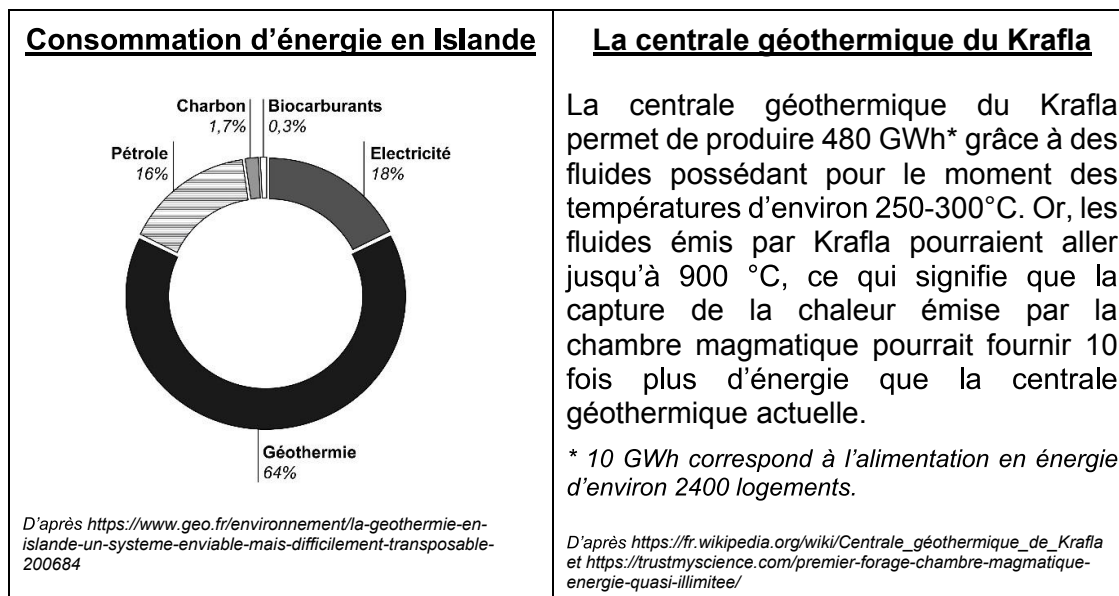 Consommation d’énergie en Islande
Charbon
1,7%
Biocarburants
0,3%
Pétrole
16%
Electricité
18%
Géothermie
64%
D’après https://www.geo.fr/environnement/la-geothermie-en-
islande-un-systeme-enviable-mais-difficilement-transposable-
200684
La centrale géothermique du Krafla
La centrale géothermique du Krafla
permet de produire 480 GWh* grâce à des
fluides possédant pour le moment des
températures d’environ 250-300°C. Or, les
fluides émis par Krafla pourraient aller
jusqu’à 900 °C, ce qui signifie que la
capture de la chaleur émise par la
chambre magmatique pourrait fournir 10
fois plus d’énergie que la centrale
géothermique actuelle.
* 10 GWh correspond à l’alimentation en énergie
d’environ 2400 logements.
D’après https://fr.wikipedia.org/wiki/Centrale_géothermique_de_Krafla
et https://trustmyscience.com/premier-forage-chambre-magmatique-
energie-quasi-illimitee/